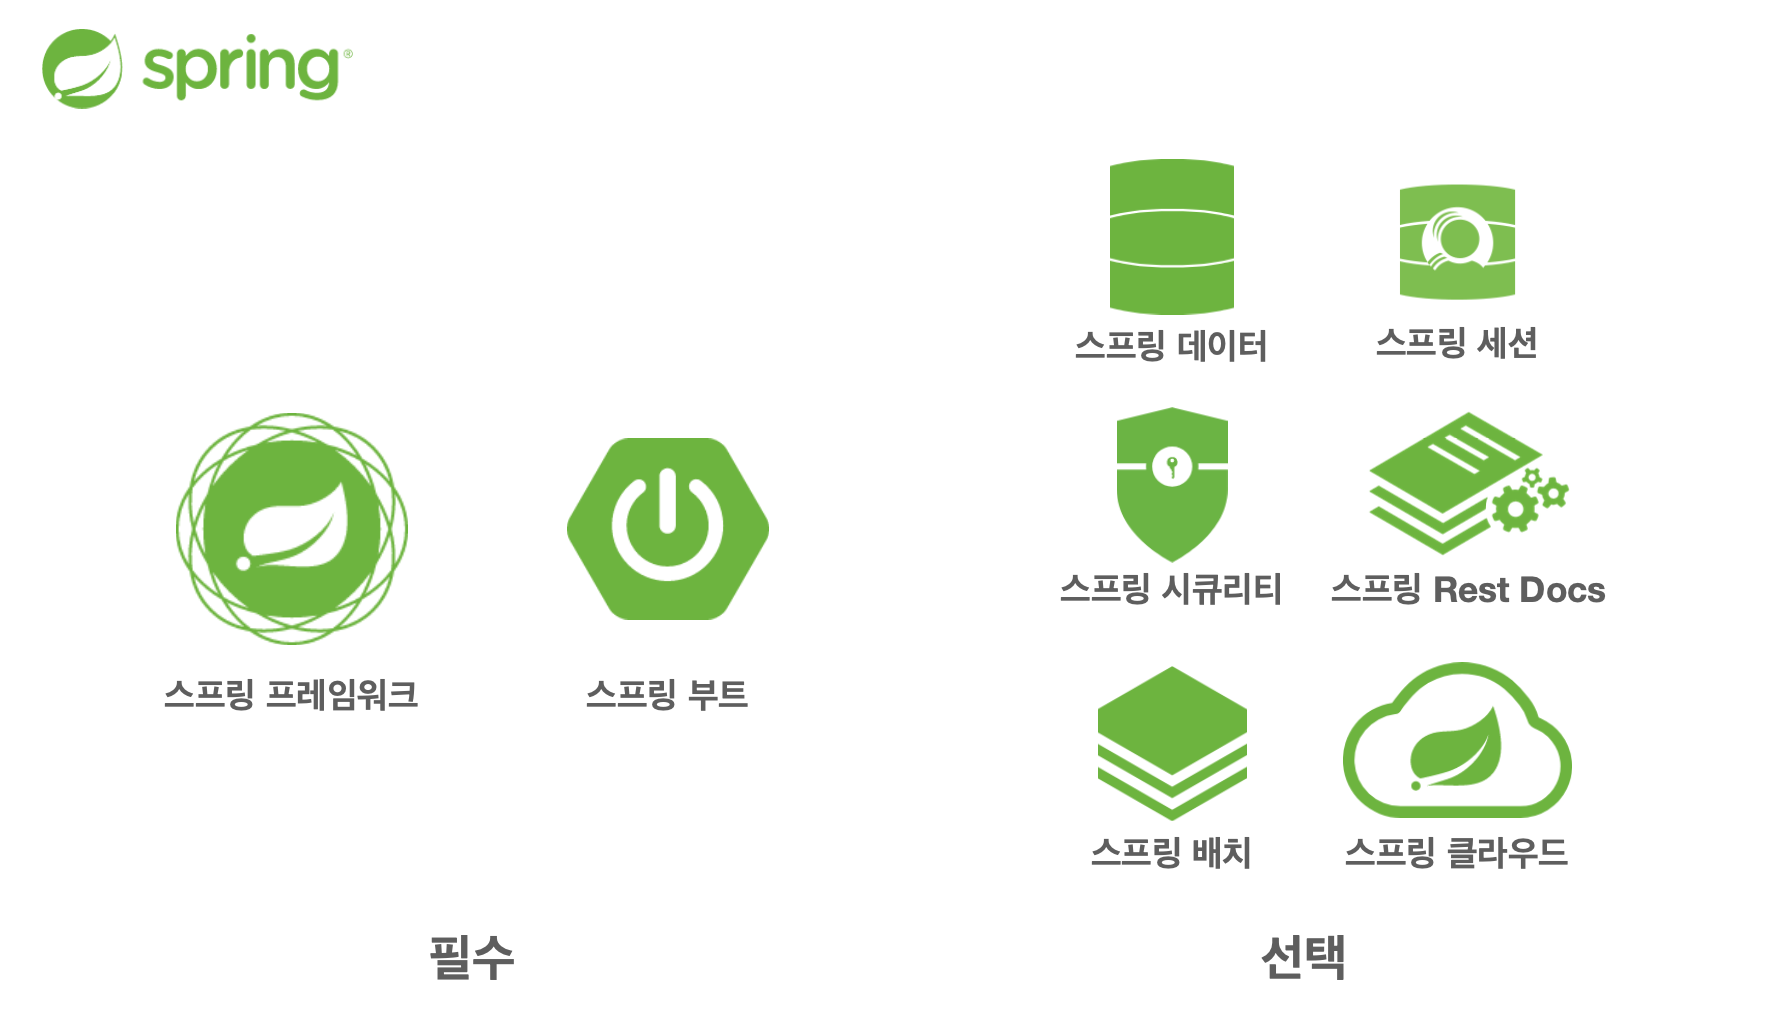 spring®
스프링 데이터
스프링 세션
스프링 시큐리티
스프링 Rest Docs
스프링 프레임워크
스프링 부트
스프링 배치
스프링 클라우드
필수
선택